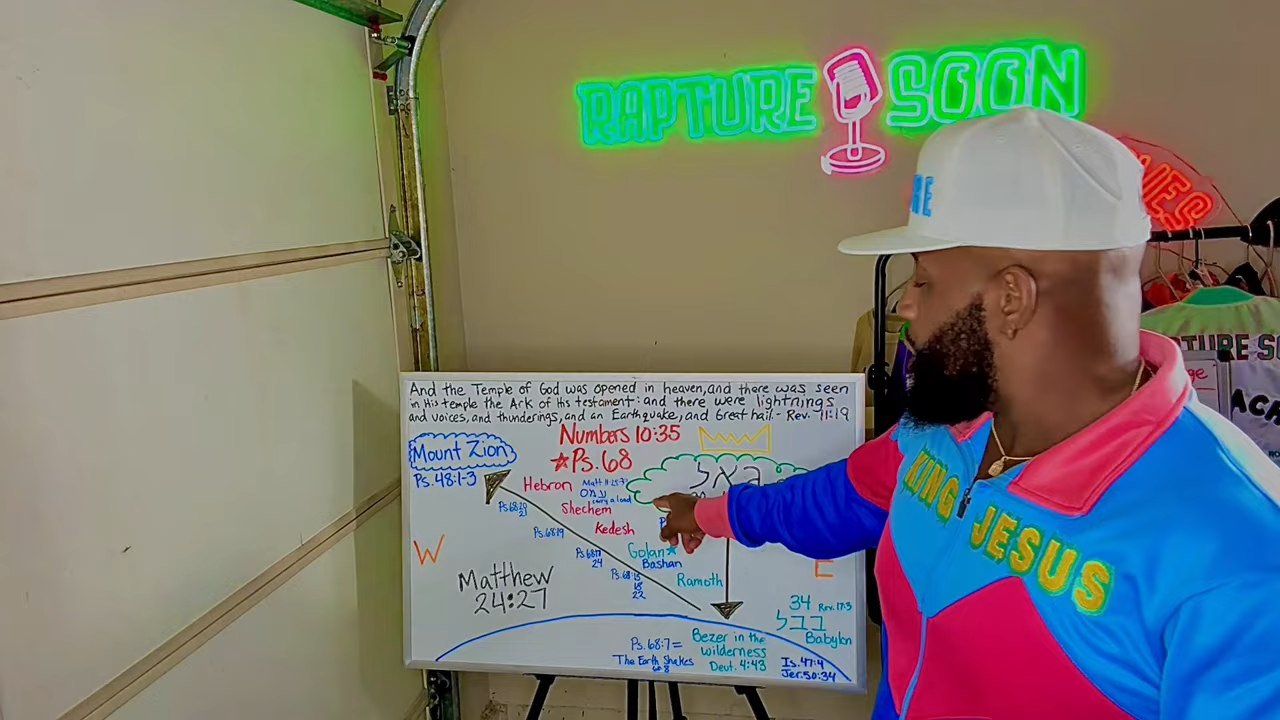 RAPTURE SOON
And the Temple of God was opened in heaven, and there was seen
in His temple the Ark of His testament: and there were lightnings
and voices, and thunderings, and an Earthquake, and Great hail. - Rev. 11:19
Numbers 10:35
Mount Zion
Ps. 68
Ps. 48:1-3
Hebron
carry a load
Shechem
Ps. 68:19
Kedesh
W
E
Golan
Bashan
Ramoth
Matthew
24:27
34 Rev. 17:3
בבל
Babylon
Ps. 68:7=
The Earth Shakes
Bezer in the
wilderness
Deut. 4:43
Is. 47:4
Jer. 50:34
KING
JESUS